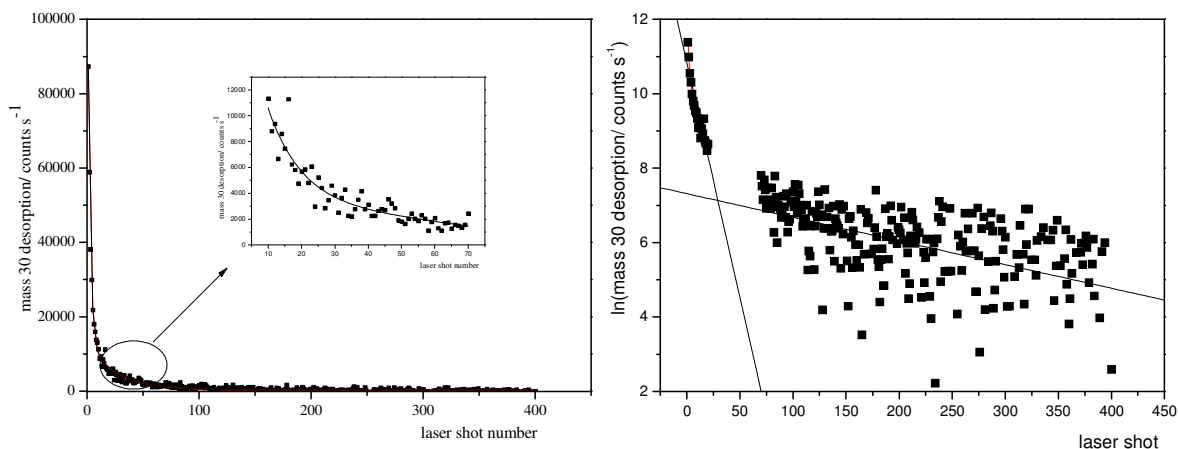 100000
80000
60000
40000
20000
0
mass 30 desorption/ counts s⁻¹
0 100 200 300 400
laser shot number
12000
10000
8000
6000
4000
2000
0
mass 30 desorption/ counts s⁻¹
10 20 30 40 50 60 70
laser shot number
12
10
8
6
4
2
ln(mass 30 desorption/ counts s⁻¹)
0 50 100 150 200 250 300 350 400 450
laser shot